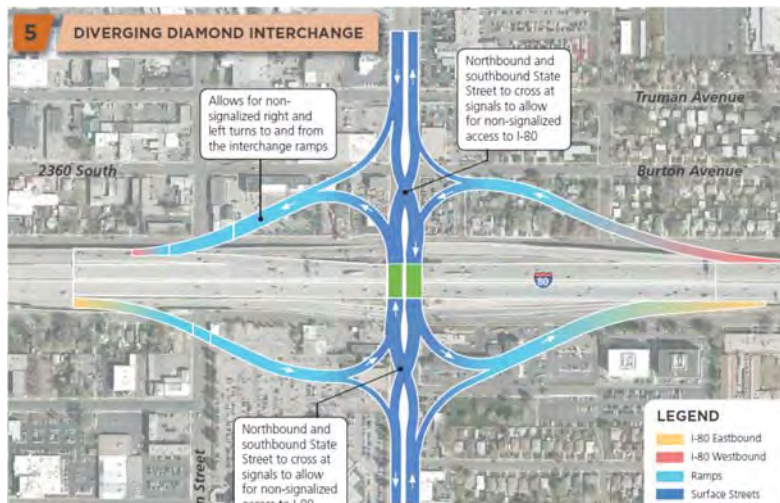 5 DIVERGING DIAMOND INTERCHANGE
Allows for non-
signalized right and
left turns to and from
the interchange ramps
Northbound and
southbound State
Street to cross at
signals to allow
for non-signalized
access to I-80
Truman Avenue
2360 South
Burton Avenue
80
Northbound and
southbound State
Street to cross at
signals to allow
for non-signalized
access to I-80
n Street
LEGEND
I-80 Eastbound
I-80 Westbound
Ramps
Surface Streets